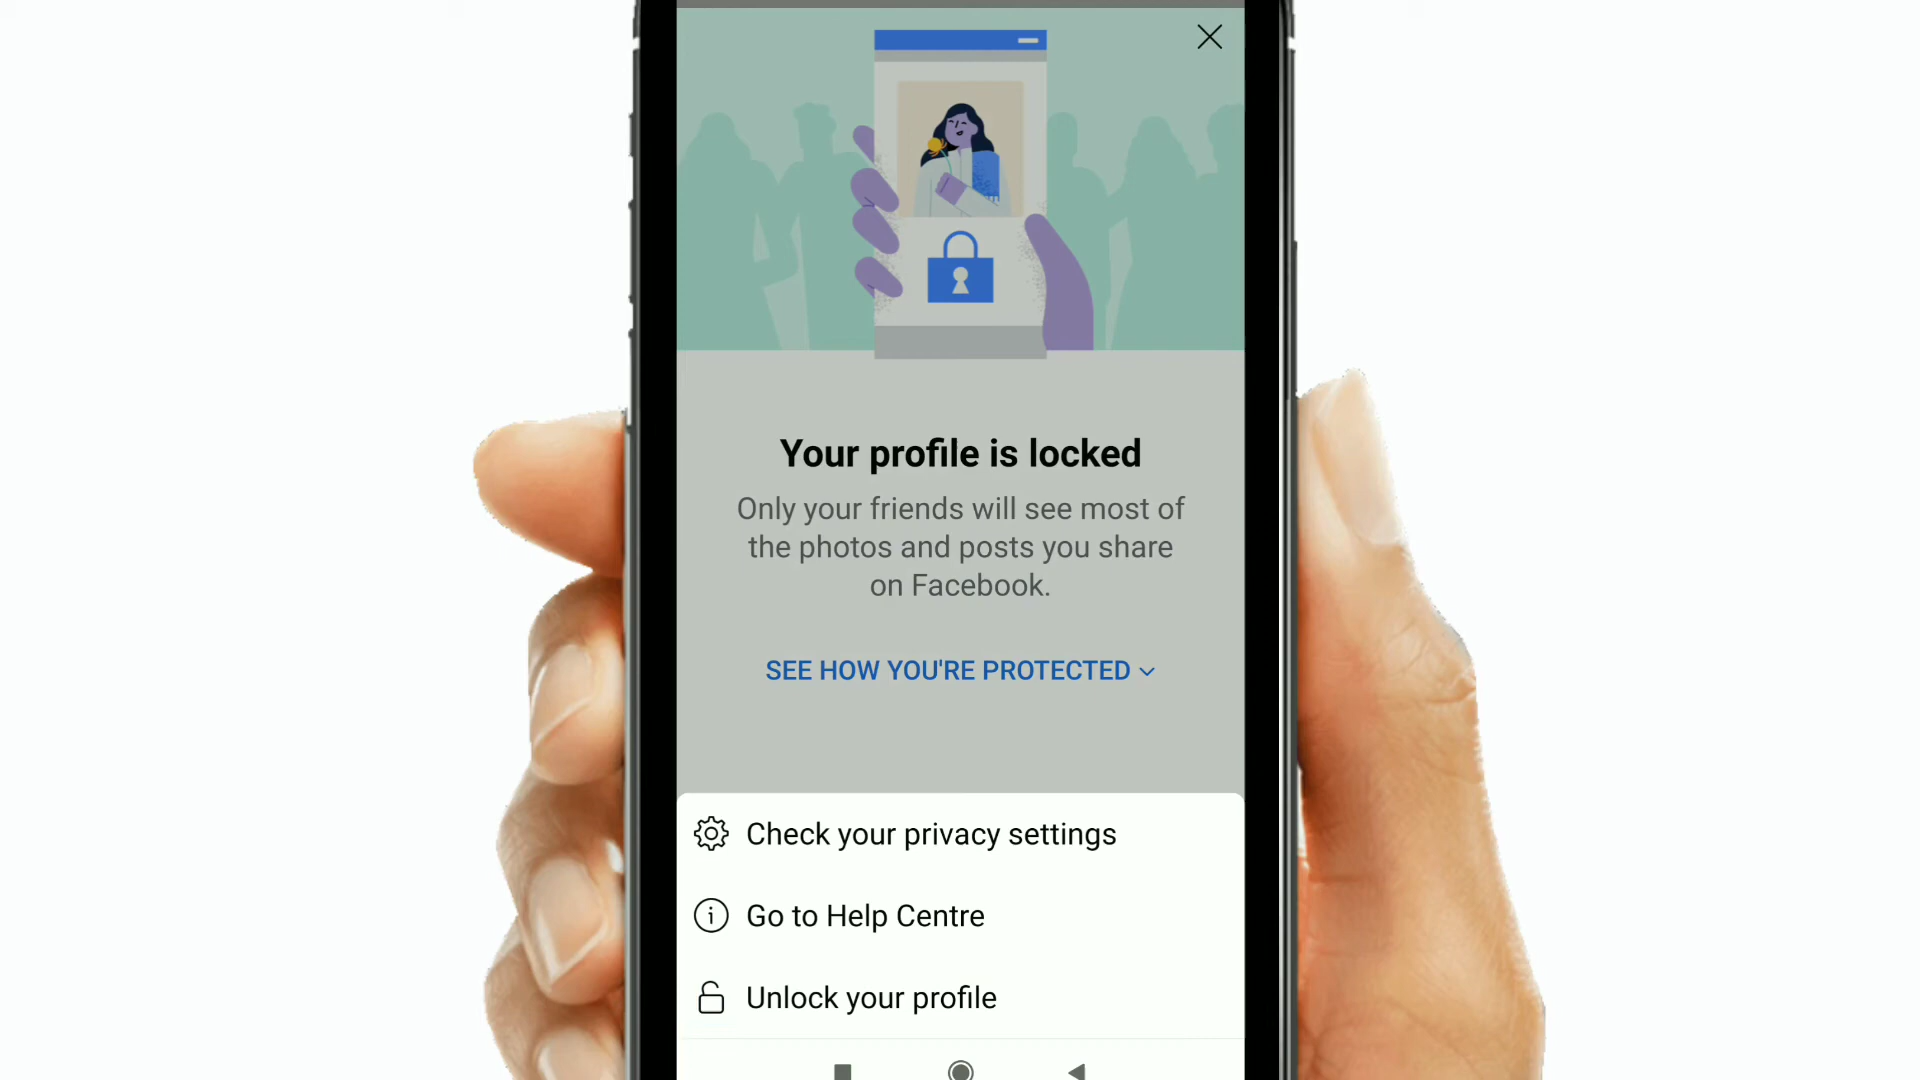 Your profile is locked
Only your friends will see most of
the photos and posts you share
on Facebook.
SEE HOW YOU'RE PROTECTED
Check your privacy settings
Go to Help Centre
Unlock your profile